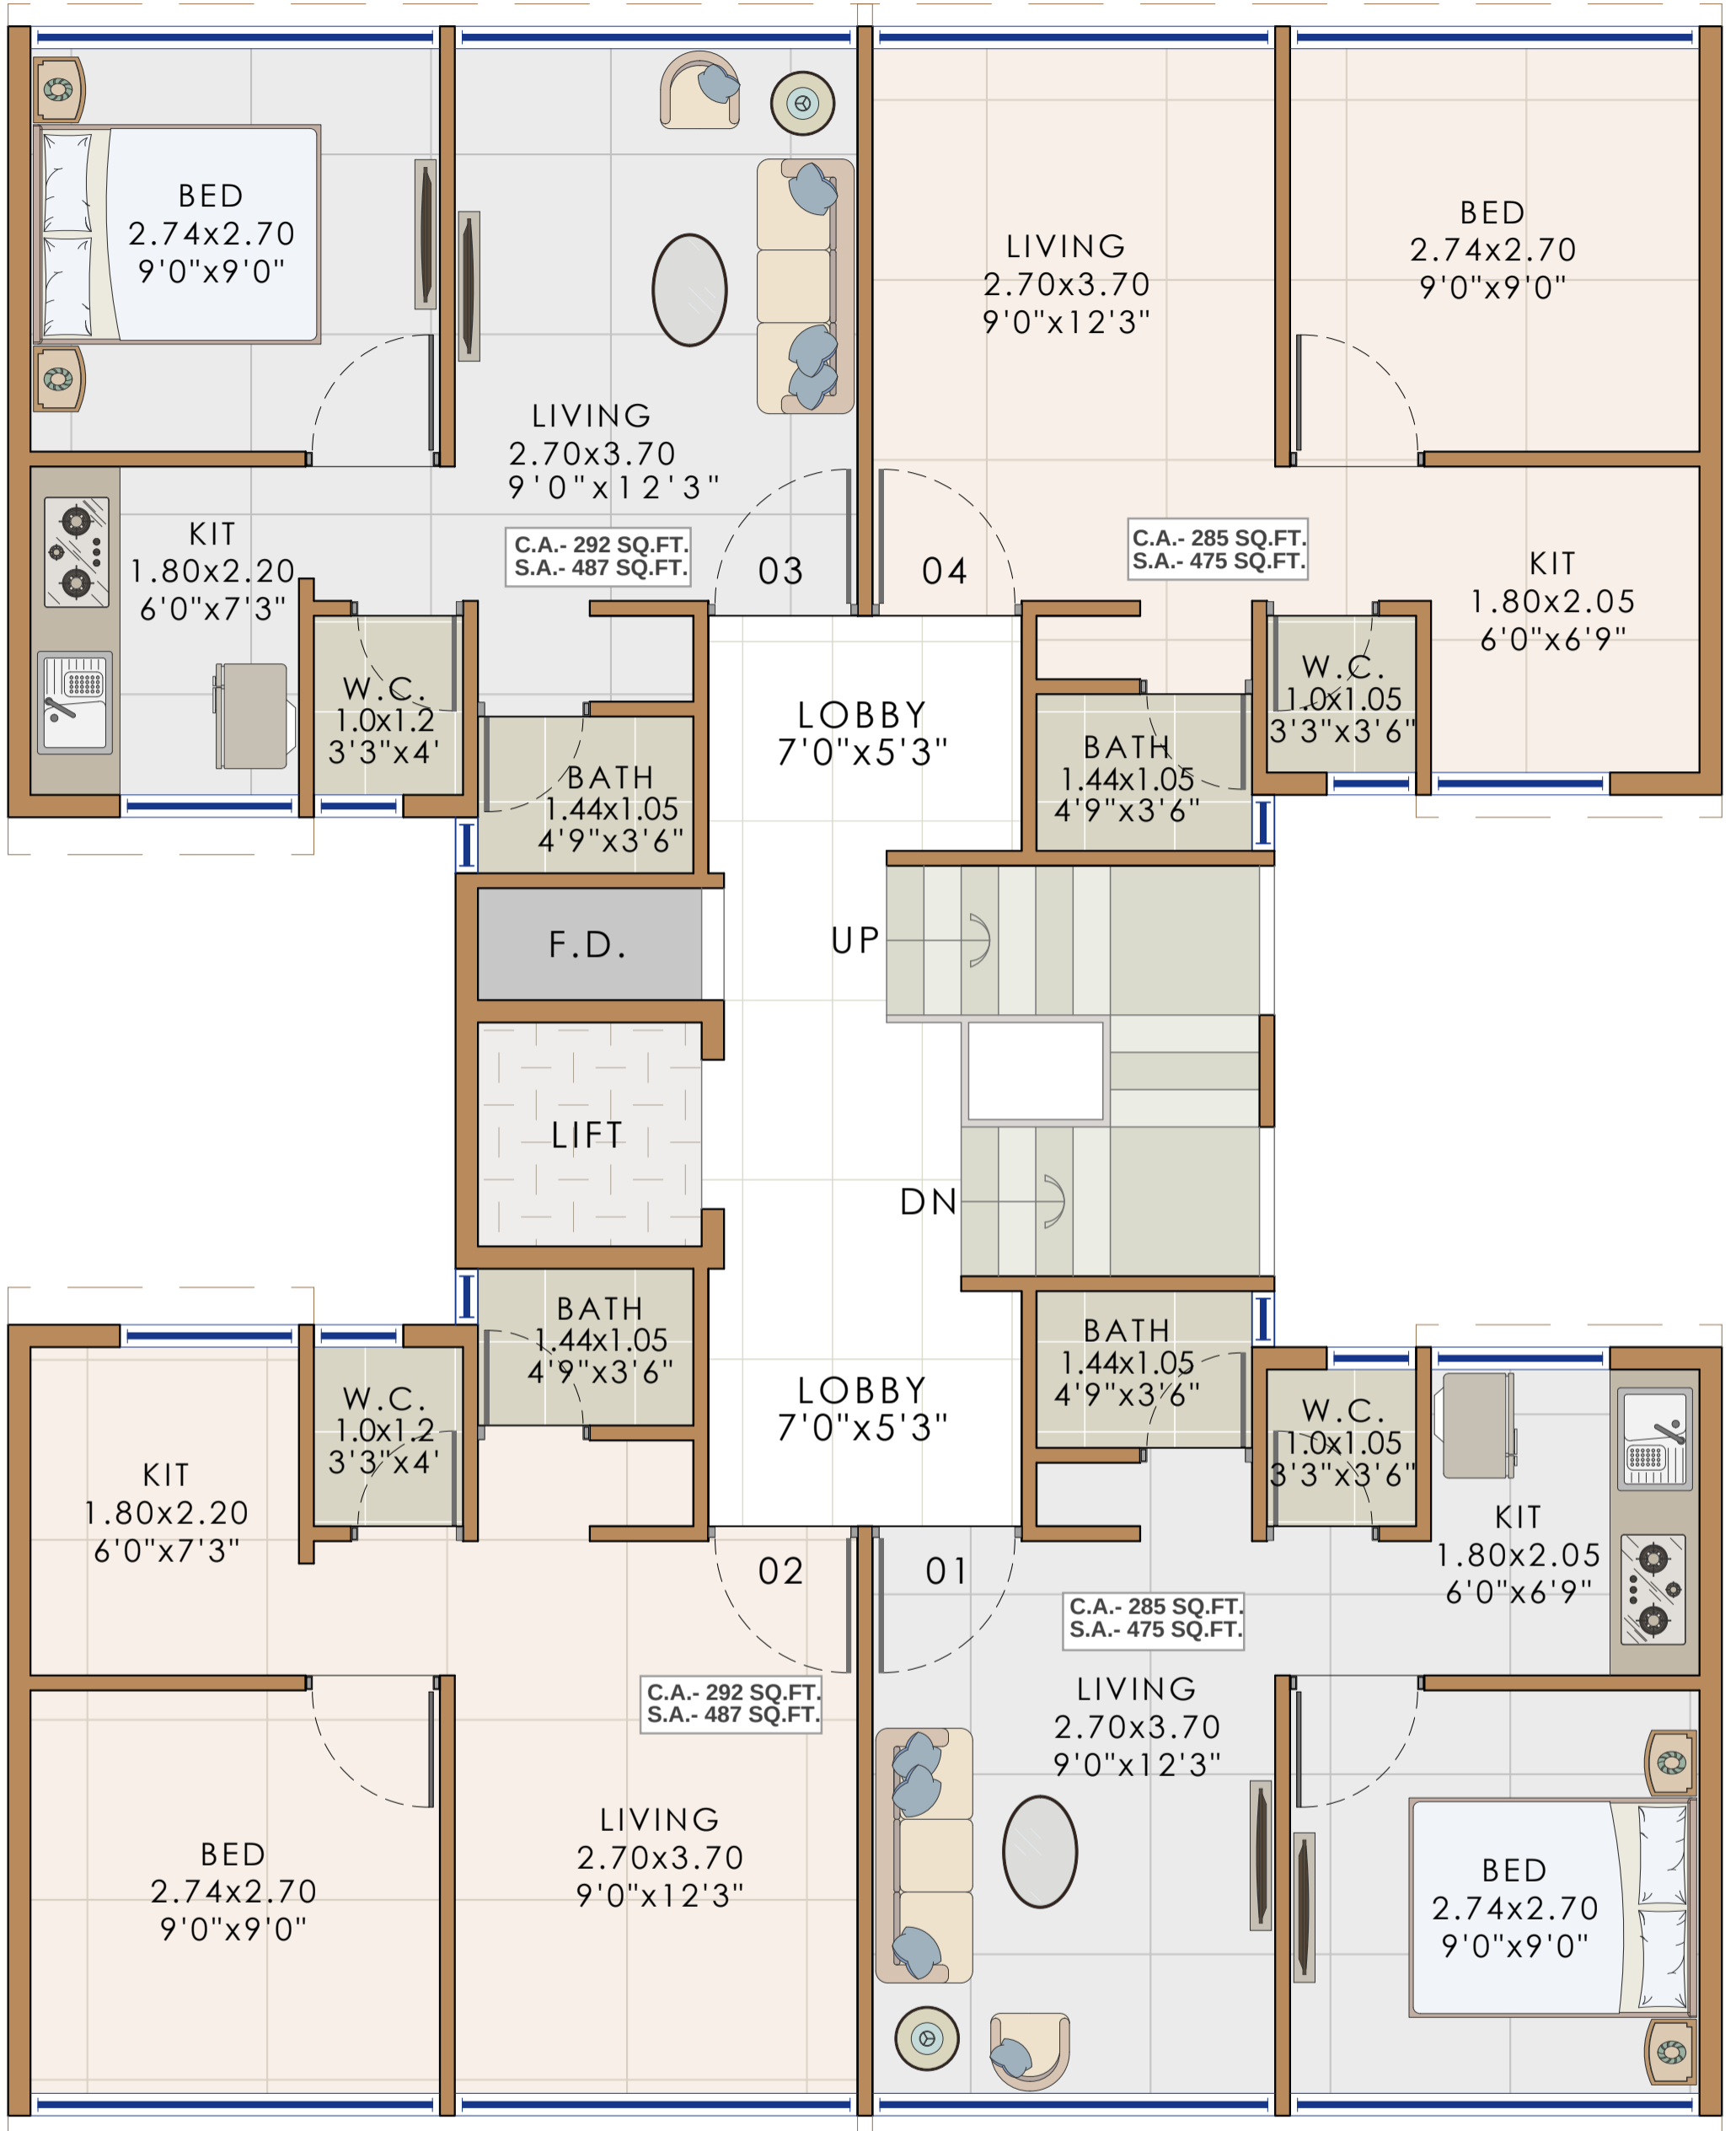 BED
2.74x2.70
9'0"x9'0"
LIVING
2.70x3.70
9'0"x12'3"
C.A.- 292 SQ.FT.
S.A.- 487 SQ.FT.
03
KIT
1.80x2.20
6'0"x7'3"
W.C.
1.0x1.2
3'3"x4'
BATH
1.44x1.05
4'9"x3'6"
LIVING
2.70x3.70
9'0"x12'3"
BED
2.74x2.70
9'0"x9'0"
04
C.A.- 285 SQ.FT.
S.A.- 475 SQ.FT.
KIT
1.80x2.05
6'0"x6'9"
W.C.
1.0x1.05
3'3"x3'6"
BATH
1.44x1.05
4'9"x3'6"
LOBBY
7'0"x5'3"
F.D.
UP
LIFT
DN
LOBBY
7'0"x5'3"
BATH
1.44x1.05
4'9"x3'6"
W.C.
1.0x1.2
3'3"x4'
KIT
1.80x2.20
6'0"x7'3"
02
C.A.- 292 SQ.FT.
S.A.- 487 SQ.FT.
BED
2.74x2.70
9'0"x9'0"
LIVING
2.70x3.70
9'0"x12'3"
BATH
1.44x1.05
4'9"x3'6"
W.C.
1.0x1.05
3'3"x3'6"
KIT
1.80x2.05
6'0"x6'9"
01
C.A.- 285 SQ.FT.
S.A.- 475 SQ.FT.
LIVING
2.70x3.70
9'0"x12'3"
BED
2.74x2.70
9'0"x9'0"